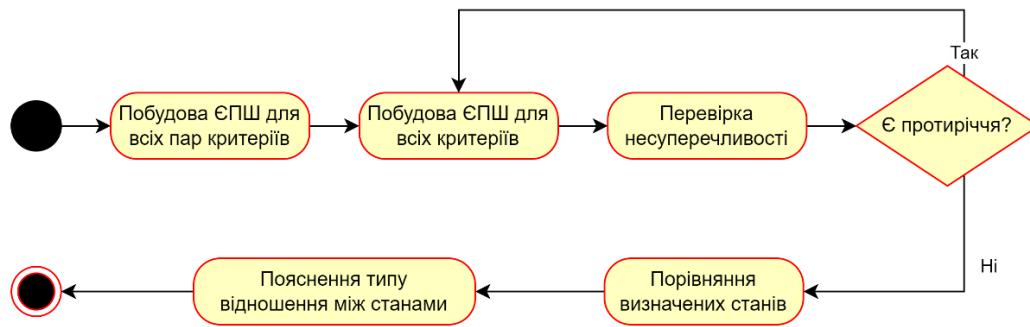 Побудова ЄПШ для
всіх пар критеріїв
Побудова ЄПШ для
всіх критеріїв
Перевірка
несуперечливості
Є протиріччя?
Так
Ні
Порівняння
визначених станів
Пояснення типу
відношення між станами